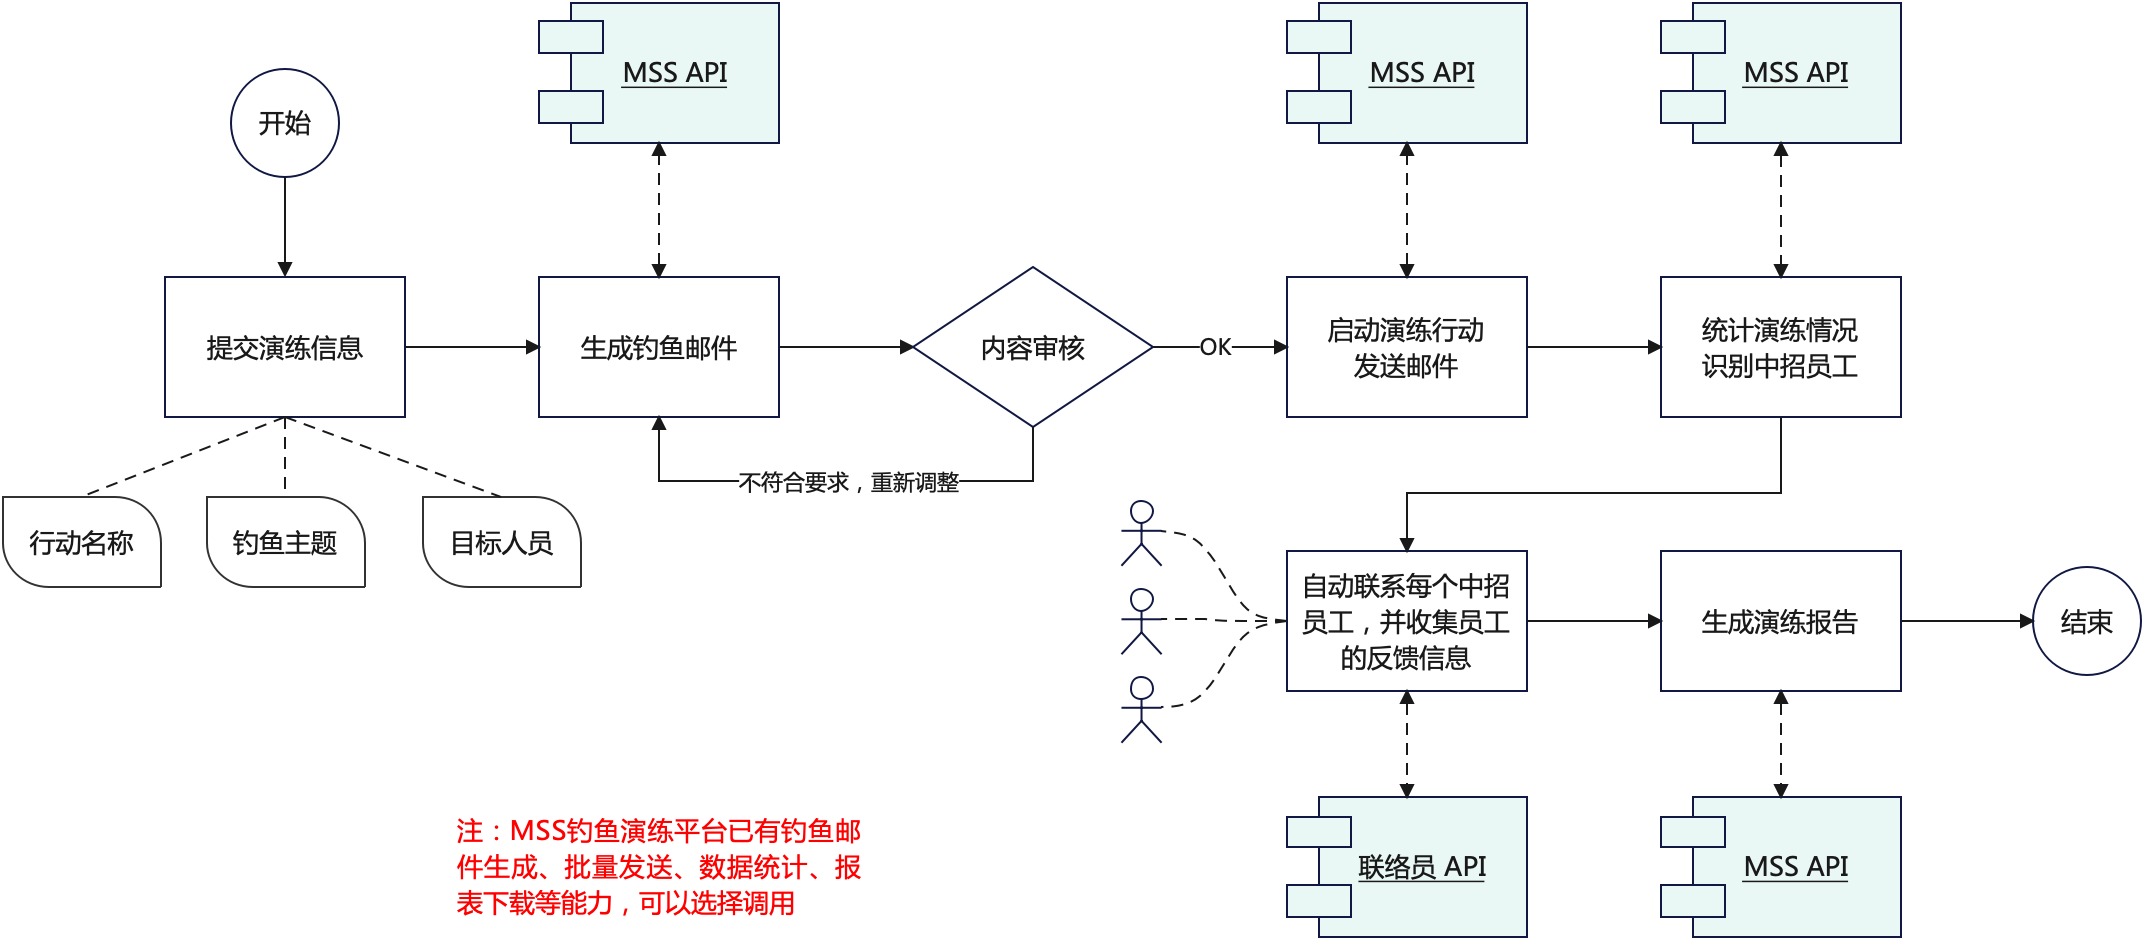 MSS API
MSS API
MSS API
开始
提交演练信息
生成钓鱼邮件
内容审核
OK
启动演练行动
发送邮件
统计演练情况
识别中招员工
不符合要求，重新调整
行动名称
钓鱼主题
目标人员
自动联系每个中招
员工，并收集员工
的反馈信息
生成演练报告
结束
注：MSS钓鱼演练平台已有钓鱼邮
件生成、批量发送、数据统计、报
表下载等能力，可以选择调用
联络员 API
MSS API